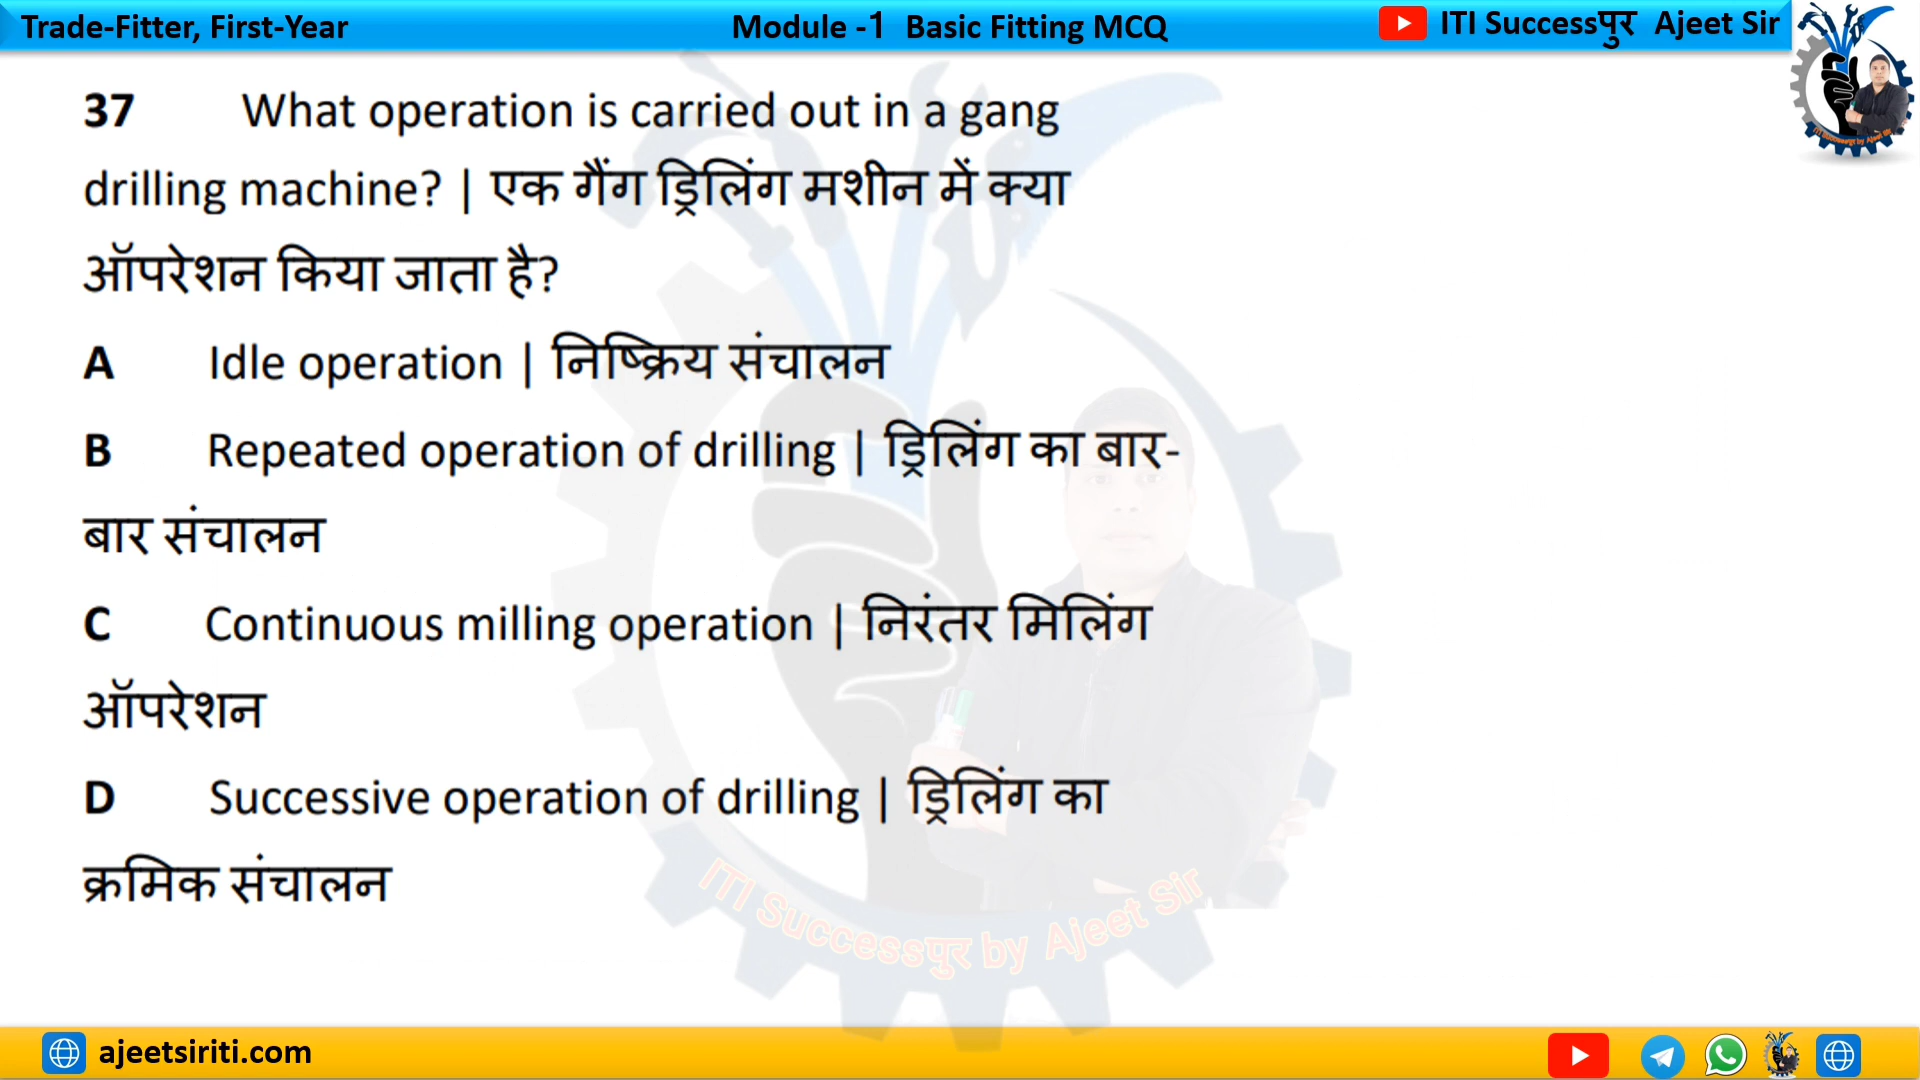 Trade-Fitter, First-Year Module -1 Basic Fitting MCQ ITI Successपुर Ajeet Sir
37 What operation is carried out in a gang
drilling machine? | एक गैंग ड्रिलिंग मशीन में क्या
ऑपरेशन किया जाता है?
A Idle operation | निष्क्रिय संचालन
B Repeated operation of drilling | ड्रिलिंग का बार-
बार संचालन
C Continuous milling operation | निरंतर मिलिंग
ऑपरेशन
D Successive operation of drilling | ड्रिलिंग का
क्रमिक संचालन
ITI Successपुर by Ajeet Sir
ajeetsiriti.com